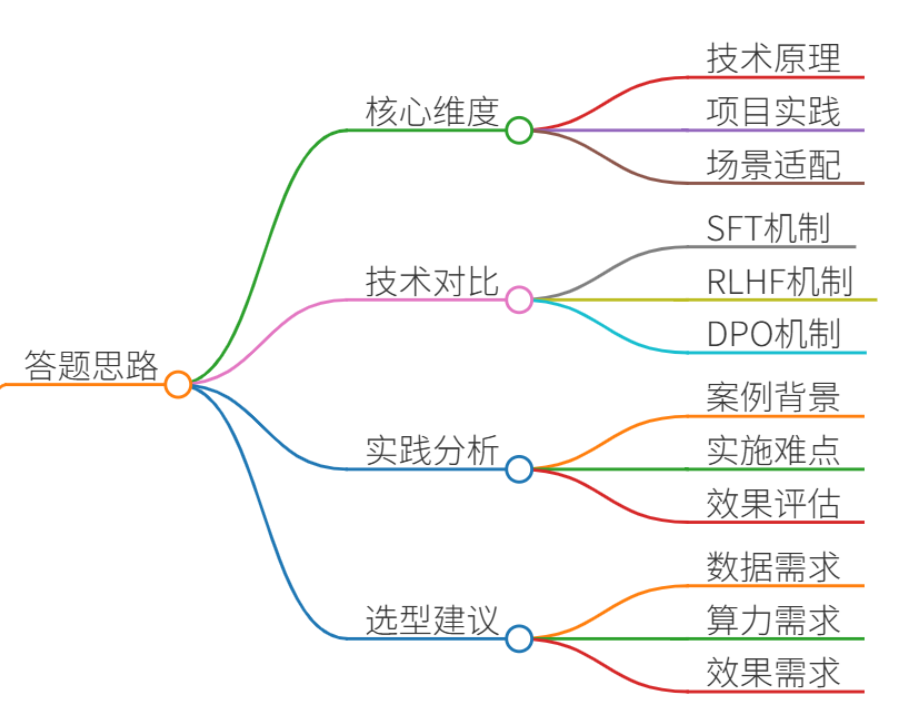 答题思路
核心维度
技术原理
项目实践
场景适配
技术对比
SFT机制
RLHF机制
DPO机制
实践分析
案例背景
实施难点
效果评估
选型建议
数据需求
算力需求
效果需求